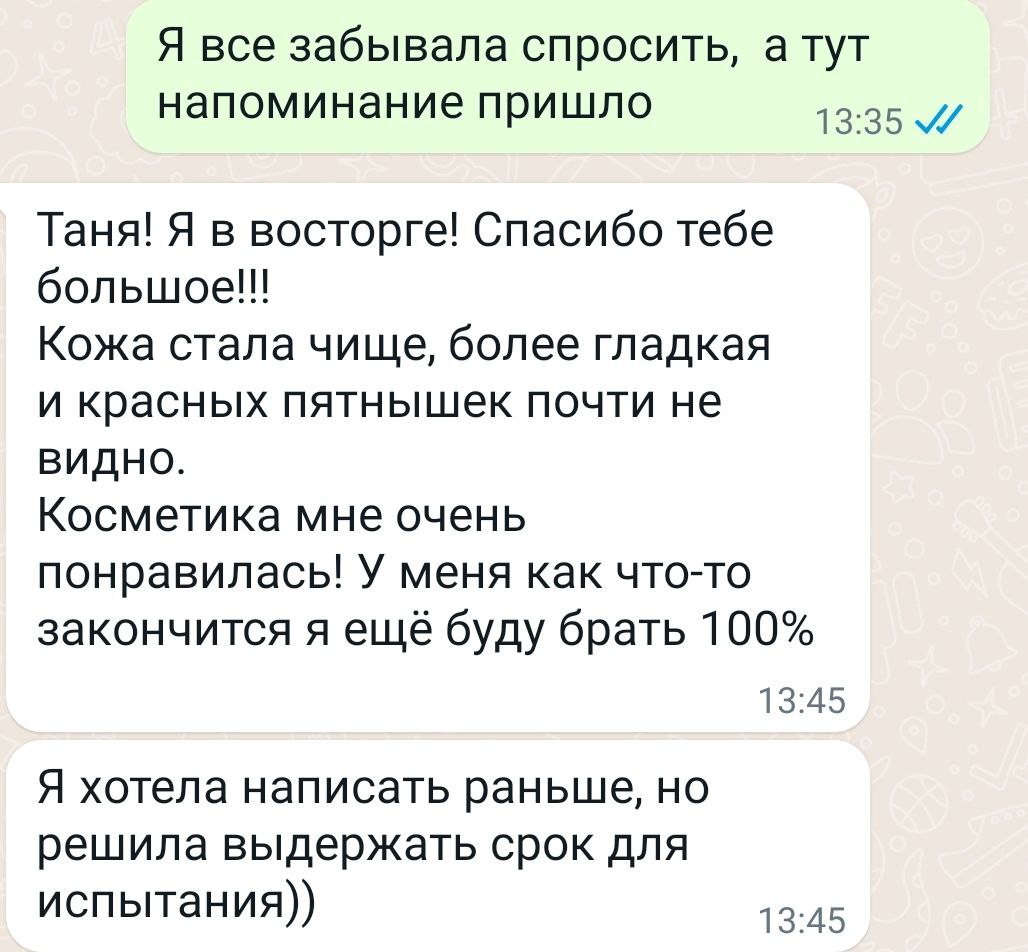 Я все забывала спросить,  а тут
напоминание пришло
13:35
Таня! Я в восторге! Спасибо тебе
большое!!!
Кожа стала чище, более гладкая
и красных пятнышек почти не
видно.
Косметика мне очень
понравилась! У меня как что-то
закончится я ещё буду брать 100%
13:45
Я хотела написать раньше, но
решила выдержать срок для
испытания))
13:45